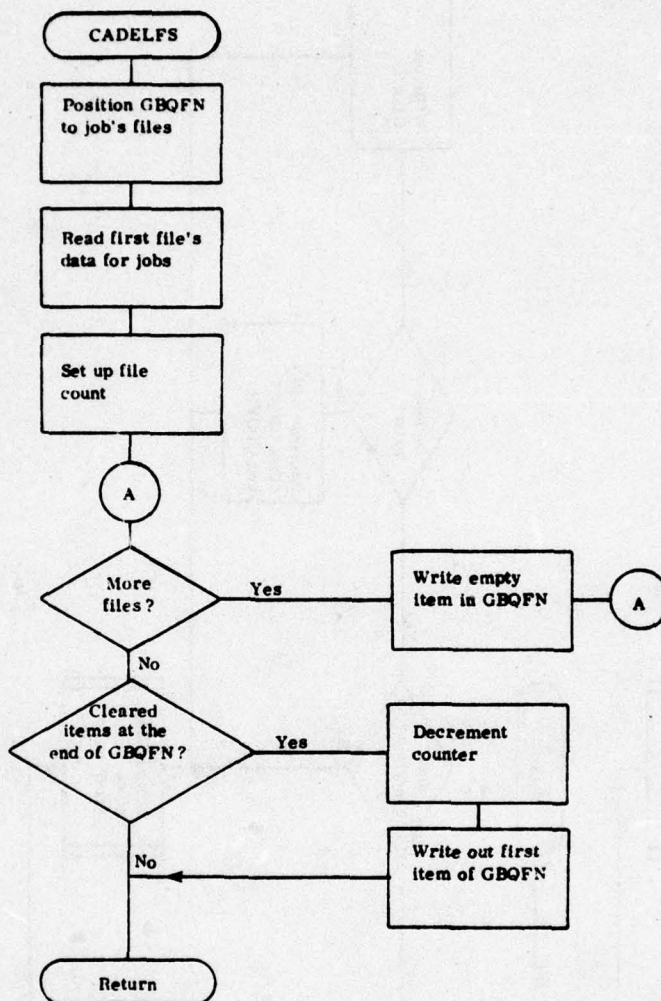 CADELFS
Position GBQFN
to job's files
Read first file's
data for jobs
Set up file
count
A
More
files?
Yes
Write empty
item in GBQFN
A
No
Cleared
items at the
end of GBQFN?
Yes
Decrement
counter
Write out first
item of GBQFN
No
Return